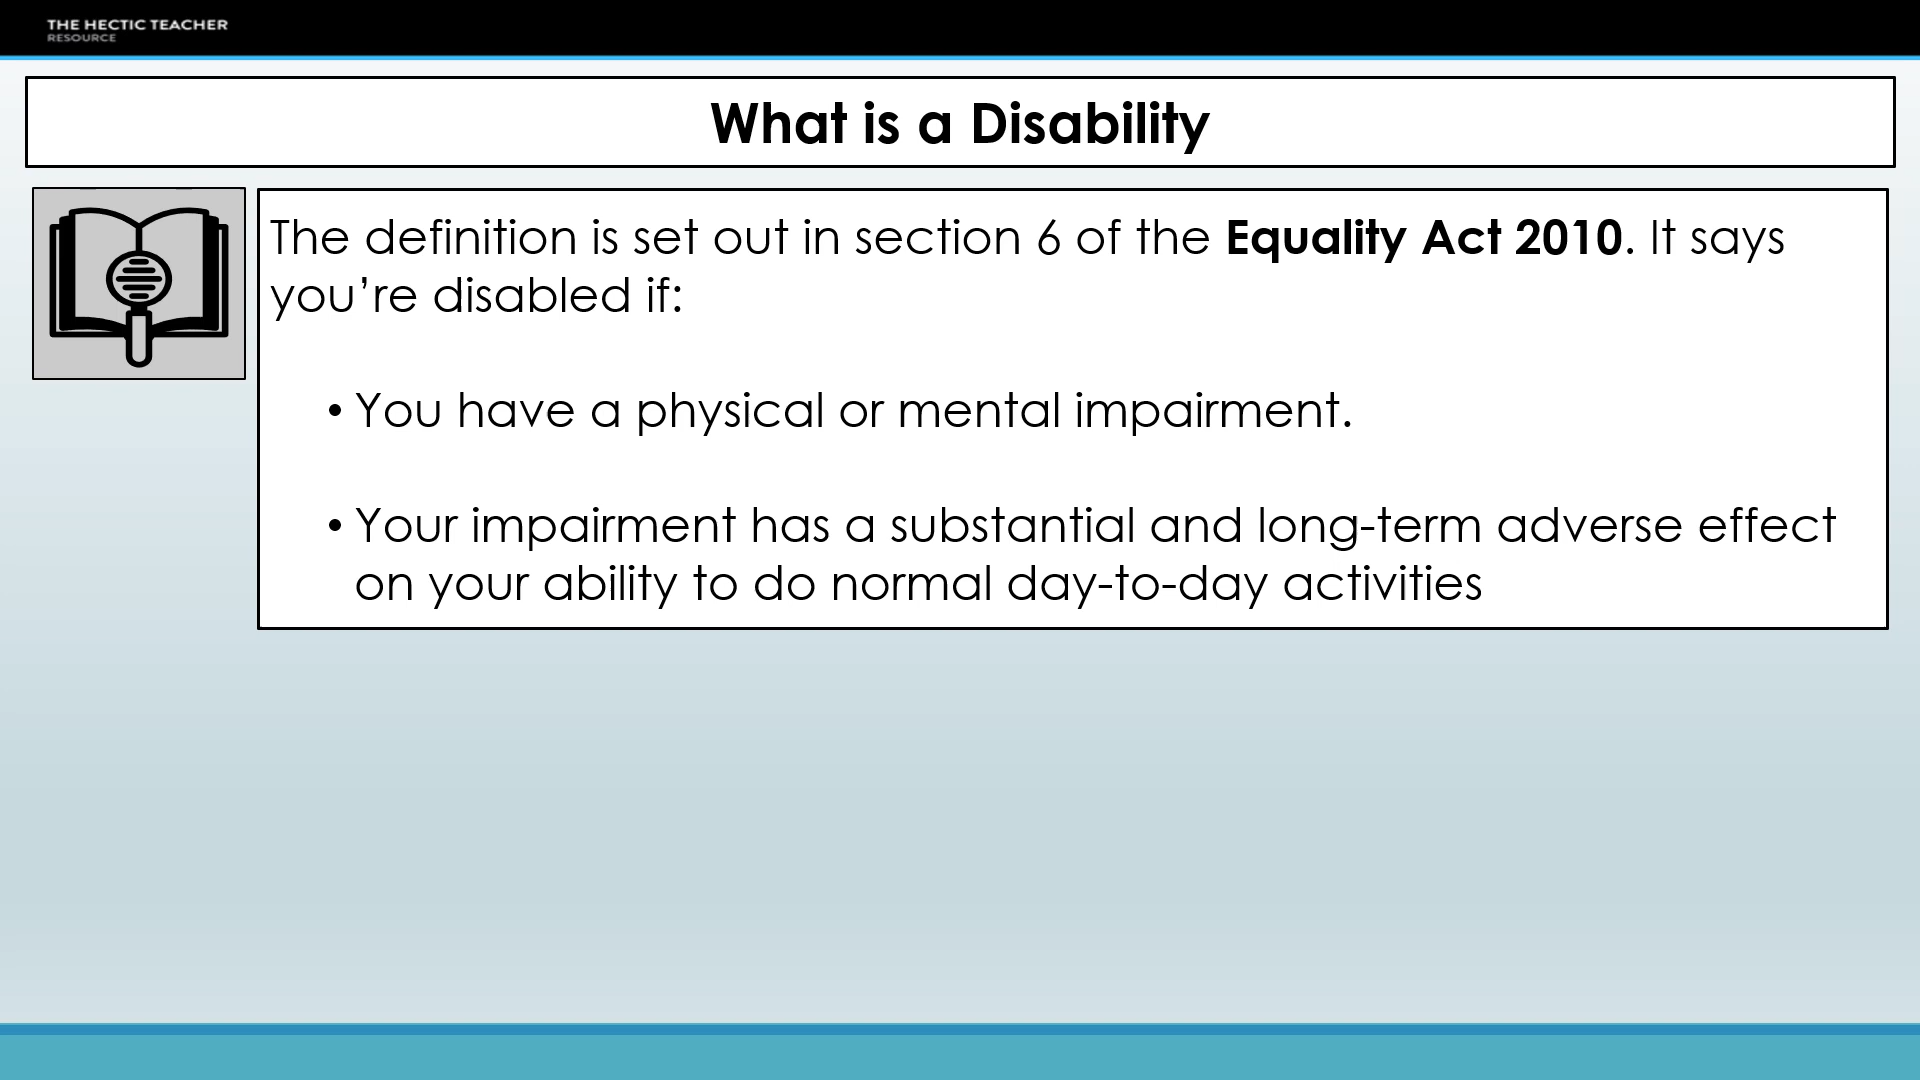 THE HECTIC TEACHER
RESOURCE
What is a Disability
The definition is set out in section 6 of the Equality Act 2010. It says
you’re disabled if:
• You have a physical or mental impairment.
• Your impairment has a substantial and long-term adverse effect
on your ability to do normal day-to-day activities